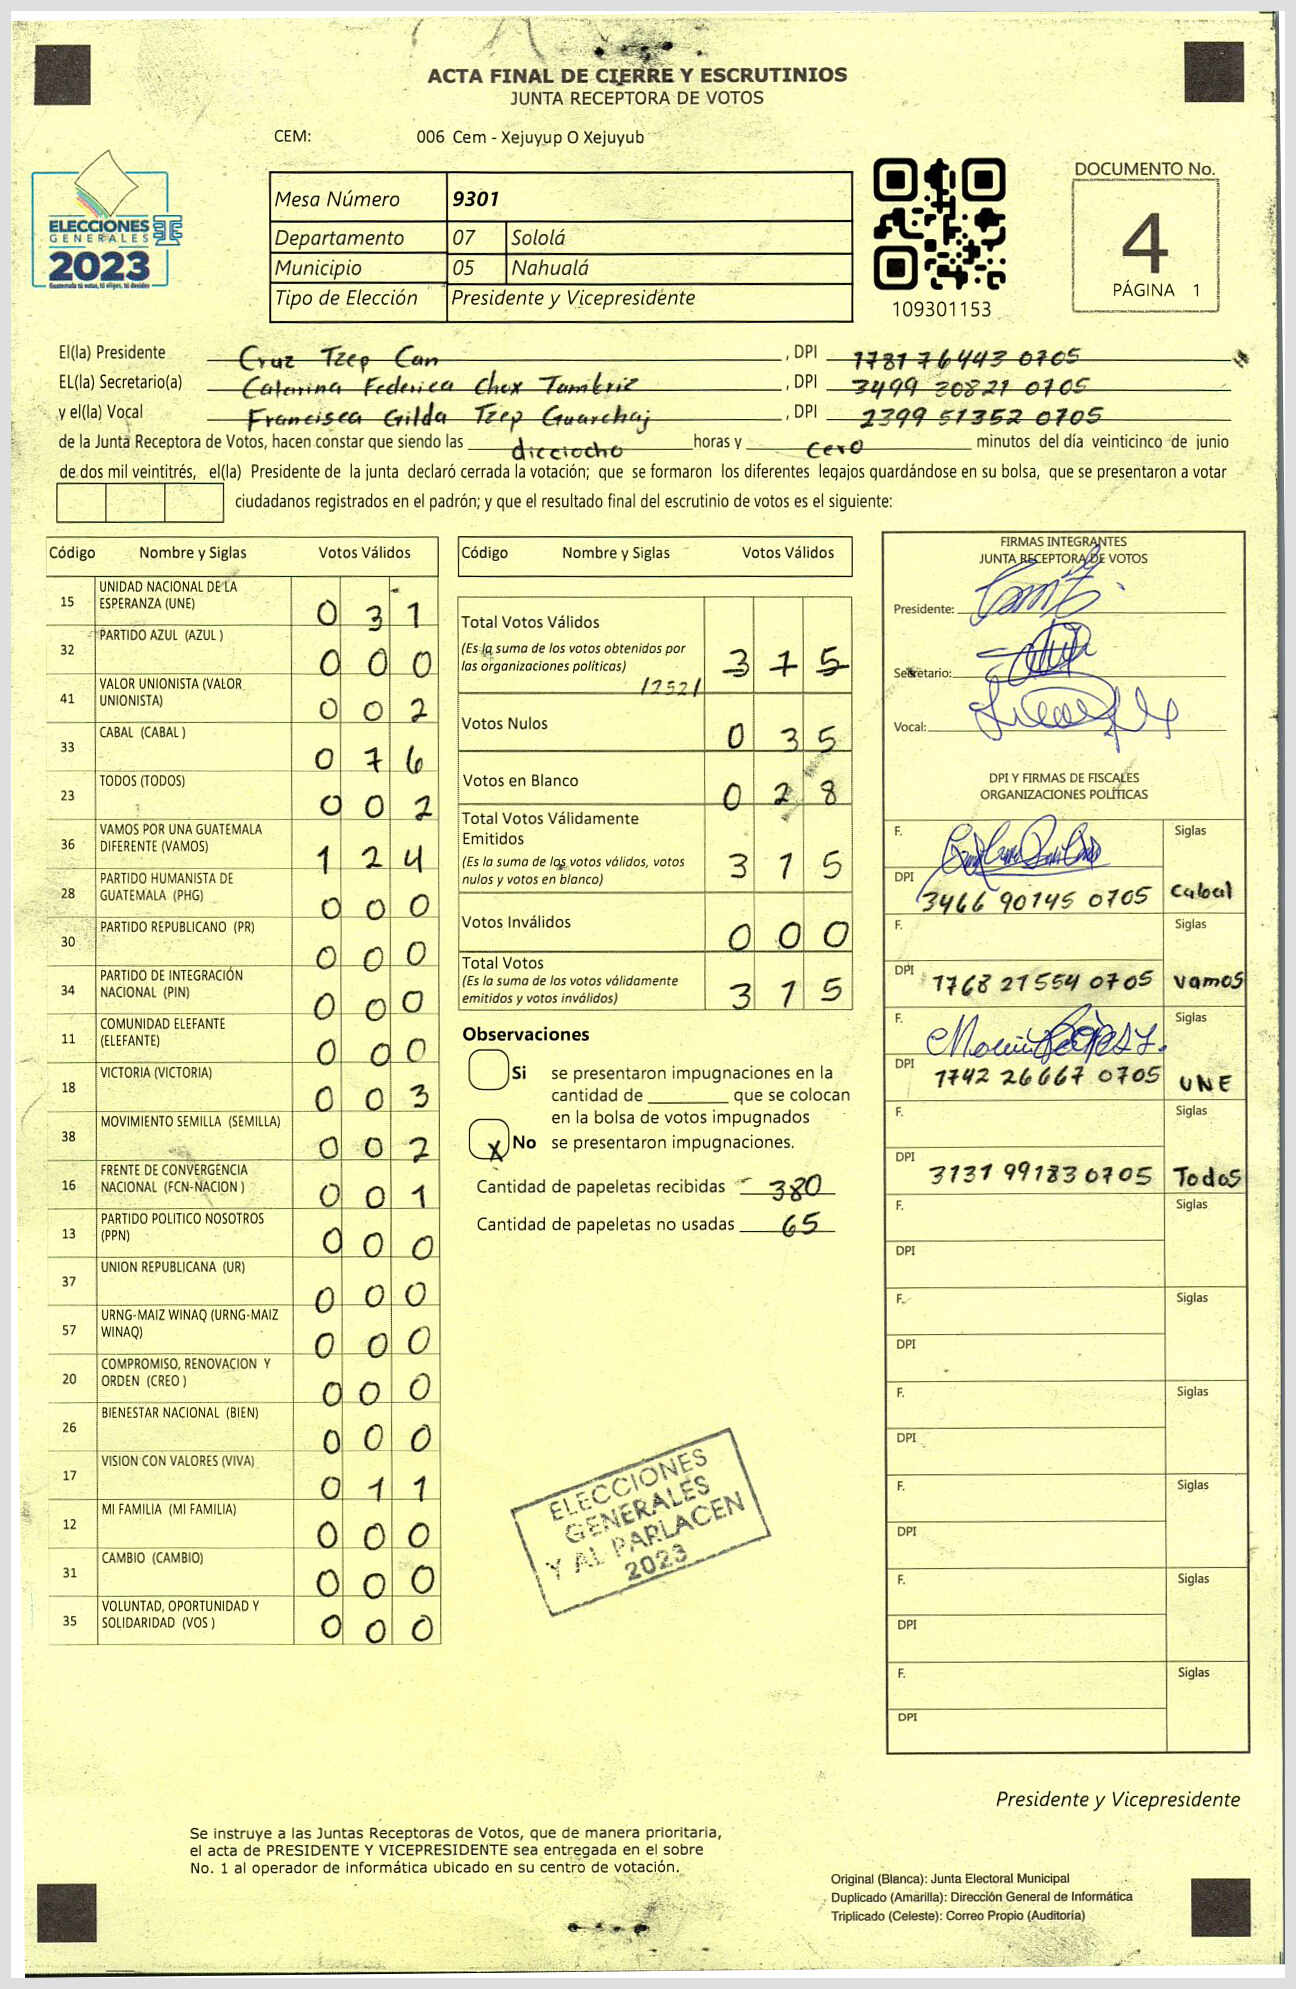 ACTA FINAL DE CIERRE Y ESCRUTINIOS
JUNTA RECEPTORA DE VOTOS
CEM: 006 Cem - Xejuyup O Xejuyub
ELECCIONES
GENERALES
2023
Guatemala tú votas, tú eliges, tú decides
Mesa Número 9301
Departamento 07 Sololá
Municipio 05 Nahualá
Tipo de Elección Presidente y Vicepresidente
109301153
DOCUMENTO No.
4
PÁGINA 1
El(la) Presidente Cruz Tzep Can, DPI 1781 76443 0705
EL(la) Secretario(a) Catarina Federica Chox Tambriz, DPI 3499 20821 0705
y el(la) Vocal Francisca Gilda Tzep Guarchaj, DPI 2399 51352 0705
de la Junta Receptora de Votos, hacen constar que siendo las dicciocho horas y cero minutos del día veinticinco de junio
de dos mil veintitrés, el(la) Presidente de la junta declaró cerrada la votación; que se formaron los diferentes legajos guardándose en su bolsa, que se presentaron a votar
ciudadanos registrados en el padrón; y que el resultado final del escrutinio de votos es el siguiente:
Código Nombre y Siglas Votos Válidos
15 UNIDAD NACIONAL DE LA ESPERANZA (UNE) 0 3 1
32 PARTIDO AZUL (AZUL ) 0 0 0
41 VALOR UNIONISTA (VALOR UNIONISTA) 0 0 2
33 CABAL (CABAL ) 0 7 6
23 TODOS (TODOS) 0 0 2
36 VAMOS POR UNA GUATEMALA DIFERENTE (VAMOS) 1 2 4
28 PARTIDO HUMANISTA DE GUATEMALA (PHG) 0 0 0
30 PARTIDO REPUBLICANO (PR) 0 0 0
34 PARTIDO DE INTEGRACIÓN NACIONAL (PIN) 0 0 0
11 COMUNIDAD ELEFANTE (ELEFANTE) 0 0 0
18 VICTORIA (VICTORIA) 0 0 3
38 MOVIMIENTO SEMILLA (SEMILLA) 0 0 2
16 FRENTE DE CONVERGENCIA NACIONAL (FCN-NACION ) 0 0 1
13 PARTIDO POLITICO NOSOTROS (PPN) 0 0 0
37 UNION REPUBLICANA (UR) 0 0 0
57 URNG-MAIZ WINAQ (URNG-MAIZ WINAQ) 0 0 0
20 COMPROMISO, RENOVACION Y ORDEN (CREO ) 0 0 0
26 BIENESTAR NACIONAL (BIEN) 0 0 0
17 VISION CON VALORES (VIVA) 0 1 1
12 MI FAMILIA (MI FAMILIA) 0 0 0
31 CAMBIO (CAMBIO) 0 0 0
35 VOLUNTAD, OPORTUNIDAD Y SOLIDARIDAD (VOS ) 0 0 0
Código Nombre y Siglas Votos Válidos
Total Votos Válidos
(Es la suma de los votos obtenidos por
las organizaciones políticas) 3 1 5
/252/
Votos Nulos 0 3 5
Votos en Blanco 0 2 8
Total Votos Válidamente
Emitidos
(Es la suma de los votos válidos, votos
nulos y votos en blanco) 3 1 5
Votos Inválidos 0 0 0
Total Votos
(Es la suma de los votos válidamente
emitidos y votos inválidos) 3 1 5
Observaciones
Si se presentaron impugnaciones en la
cantidad de ________ que se colocan
en la bolsa de votos impugnados
x No se presentaron impugnaciones.
Cantidad de papeletas recibidas 380
Cantidad de papeletas no usadas 65
ELECCIONES
GENERALES
Y AL PARLACEN
2023
FIRMAS INTEGRANTES
JUNTA RECEPTORA DE VOTOS
Presidente:
Secretario:
Vocal:
DPI Y FIRMAS DE FISCALES
ORGANIZACIONES POLÍTICAS
F. Siglas
DPI 3466 90145 0705 Cabal
F. Siglas
DPI 1768 21554 0705 Vamos
F. Siglas
DPI 1742 26667 0705 UNE
F. Siglas
DPI 3131 99183 0705 Todos
F. Siglas
DPI
F. Siglas
DPI
F. Siglas
DPI
F. Siglas
DPI
F. Siglas
DPI
F. Siglas
DPI
Presidente y Vicepresidente
Se instruye a las Juntas Receptoras de Votos, que de manera prioritaria,
el acta de PRESIDENTE Y VICEPRESIDENTE sea entregada en el sobre
No. 1 al operador de informática ubicado en su centro de votación.
Original (Blanca): Junta Electoral Municipal
Duplicado (Amarilla): Dirección General de Informática
Triplicado (Celeste): Correo Propio (Auditoría)